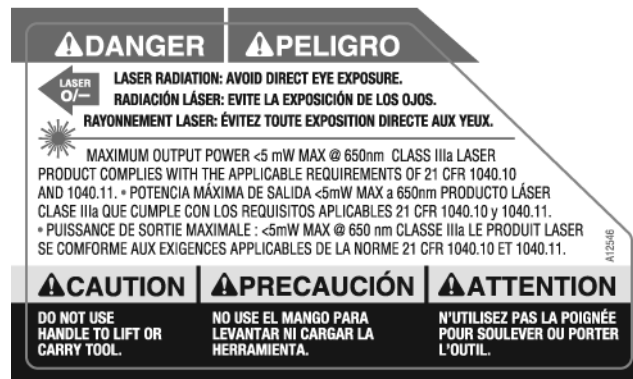 DANGER
PELIGRO
LASER
0/–
LASER RADIATION: AVOID DIRECT EYE EXPOSURE.
RADIACIÓN LÁSER: EVITE LA EXPOSICIÓN DE LOS OJOS.
RAYONNEMENT LASER: ÉVITEZ TOUTE EXPOSITION DIRECTE AUX YEUX.
MAXIMUM OUTPUT POWER <5 mW MAX @ 650nm CLASS IIIa LASER
PRODUCT COMPLIES WITH THE APPLICABLE REQUIREMENTS OF 21 CFR 1040.10
AND 1040.11. • POTENCIA MÁXIMA DE SALIDA <5mW MAX a 650nm PRODUCTO LÁSER
CLASE IIIa QUE CUMPLE CON LOS REQUISITOS APLICABLES 21 CFR 1040.10 y 1040.11.
• PUISSANCE DE SORTIE MAXIMALE : <5mW MAX @ 650 nm CLASSE IIIa LE PRODUIT LASER
SE COMFORME AUX EXIGENCES APPLICABLES DE LA NORME 21 CFR 1040.10 ET 1040.11.
A12546
CAUTION
DO NOT USE
HANDLE TO LIFT OR
CARRY TOOL.
PRECAUCIÓN
NO USE EL MANGO PARA
LEVANTAR NI CARGAR LA
HERRAMIENTA.
ATTENTION
N'UTILISEZ PAS LA POIGNÉE
POUR SOULEVER OU PORTER
L'OUTIL.